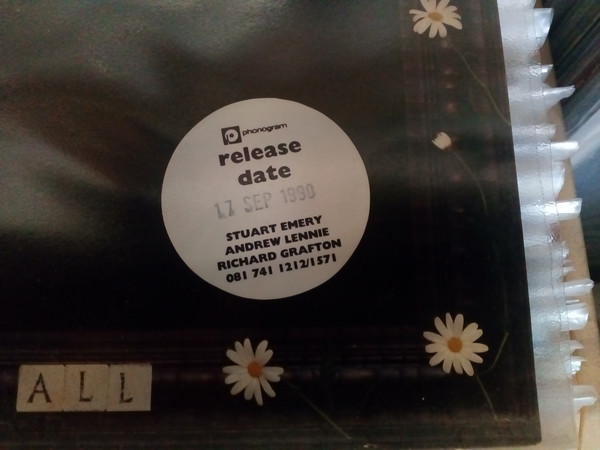 phonogram
release
date
17 SEP 1990
STUART EMERY
ANDREW LENNIE
RICHARD GRAFTON
081 741 1212/1571
ALL